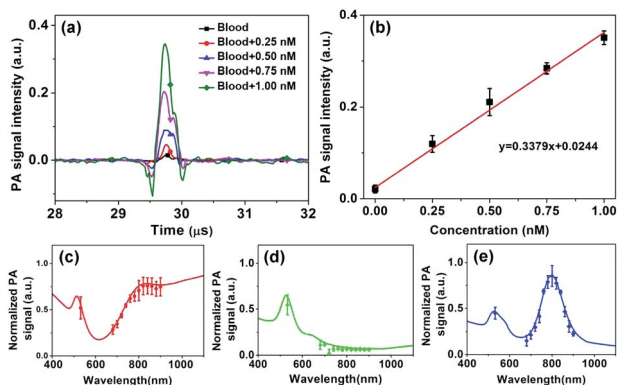 (a)
Blood
Blood+0.25 nM
Blood+0.50 nM
Blood+0.75 nM
Blood+1.00 nM
PA signal intensity (a.u.)
0.4
0.3
0.2
0.1
0.0
28 29 30 31 32
Time (μs)
(b)
PA signal intensity (a.u.)
0.4
0.2
0.0
y=0.3379x+0.0244
0.00 0.25 0.50 0.75 1.00
Concentration (nM)
(c)
Normalized PA
signal (a.u.)
1.0
0.5
0.0
400 600 800 1000
Wavelength(nm)
(d)
Normalized PA
signal (a.u.)
1.0
0.5
0.0
400 600 800 1000
Wavelength(nm)
(e)
Normalized PA
signal (a.u.)
1.0
0.5
0.0
400 600 800 1000
Wavelength(nm)